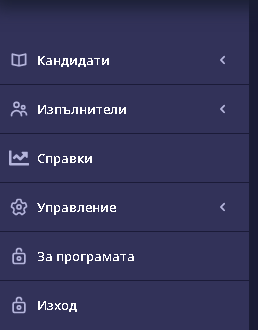 Кандидати
Изпълнители
Справки
Управление
За програмата
Изход